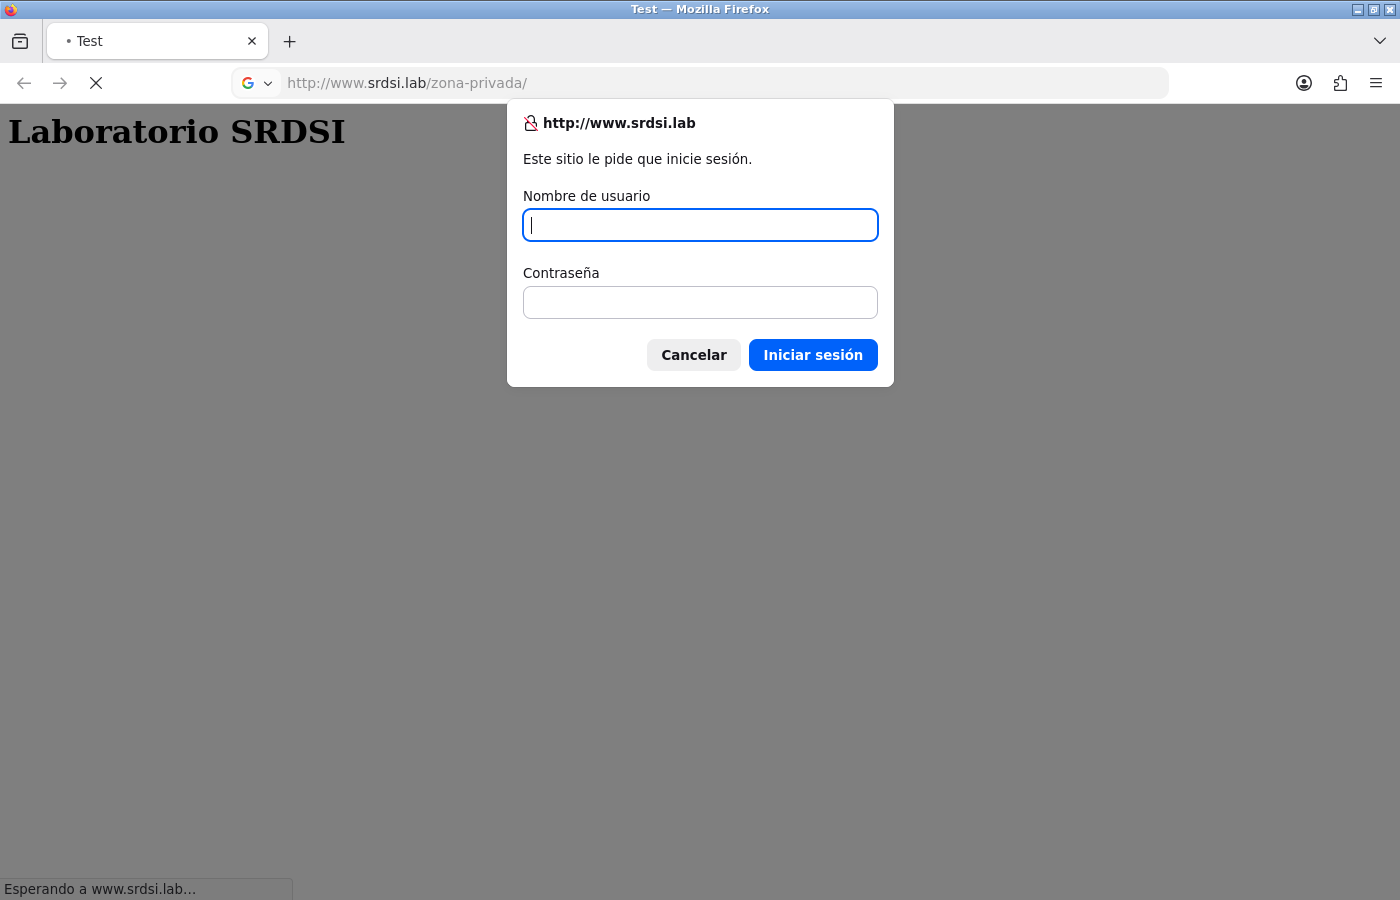 Test — Mozilla Firefox
Test
http://www.srdsi.lab/zona-privada/
Laboratorio SRDSI
http://www.srdsi.lab
Este sitio le pide que inicie sesión.
Nombre de usuario
Contraseña
Cancelar Iniciar sesión
Esperando a www.srdsi.lab...